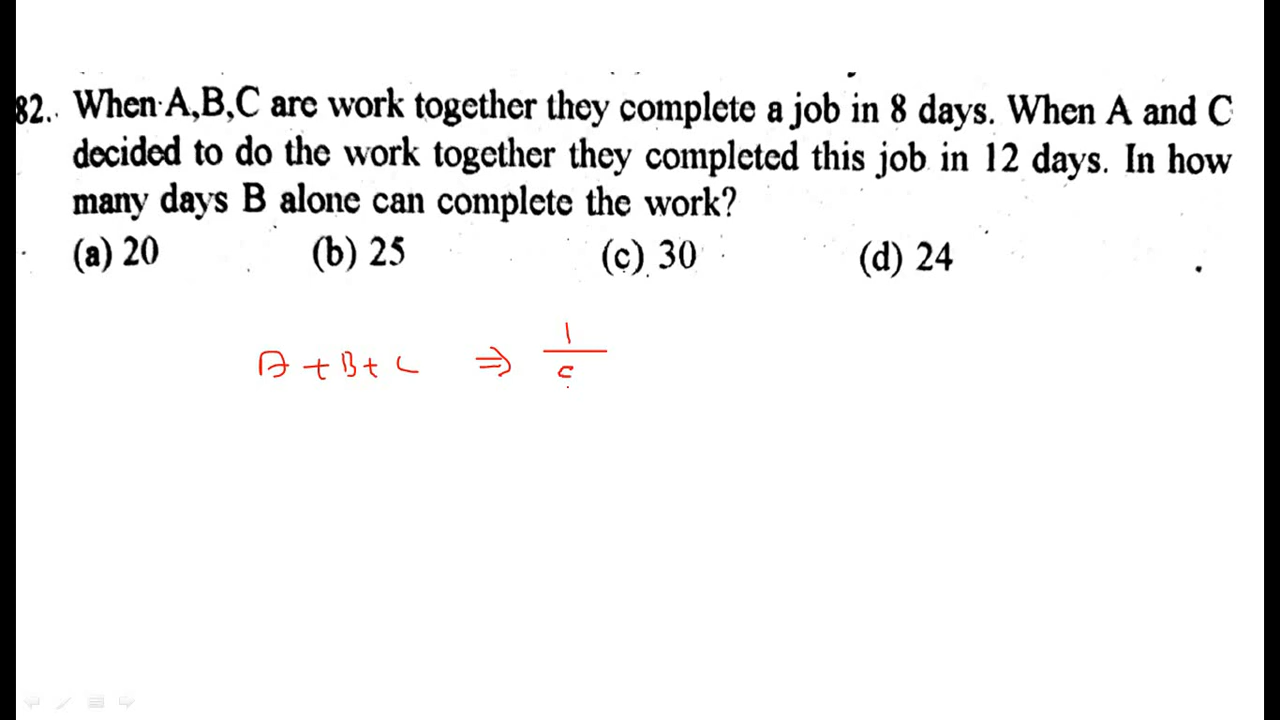 82. When A,B,C are work together they complete a job in 8 days. When A and C
decided to do the work together they completed this job in 12 days. In how
many days B alone can complete the work?
(a) 20 (b) 25 (c) 30 (d) 24
A + B + C ⇒ 1